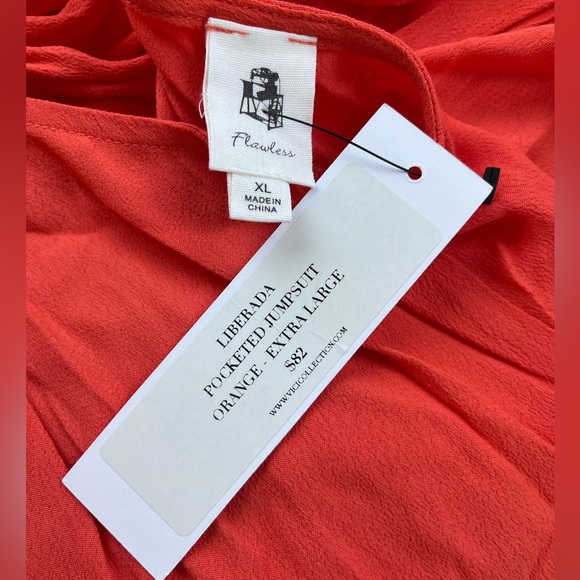 Flawless
XL
MADE IN
CHINA
LIBERADA
POCKETED JUMPSUIT
ORANGE - EXTRA LARGE
$82
WWW.VICICOLLECTION.COM